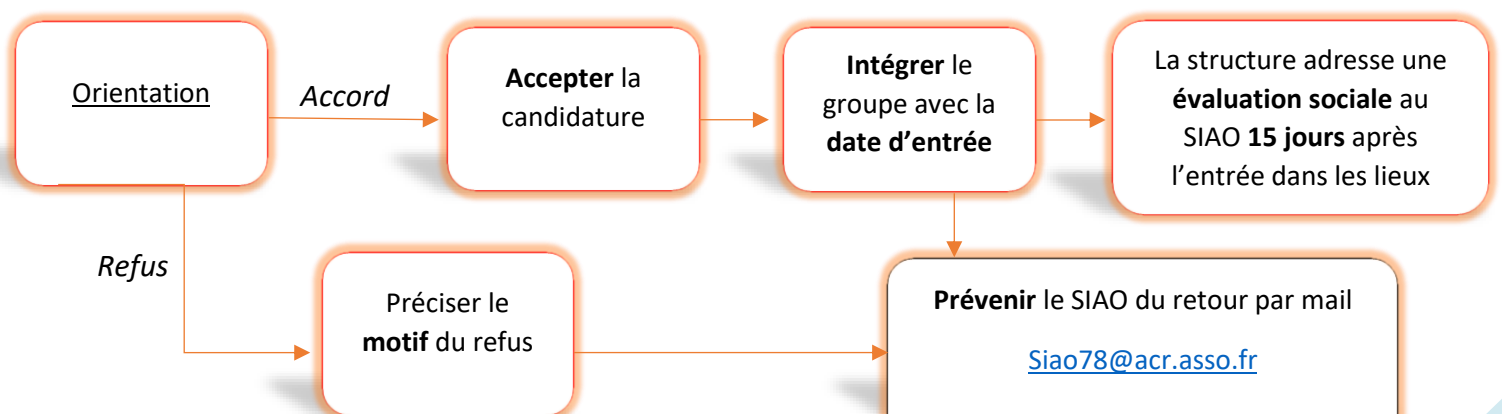 Orientation
Accord
Accepter la
candidature
Intégrer le
groupe avec la
date d’entrée
La structure adresse une
évaluation sociale au
SIAO 15 jours après
l’entrée dans les lieux
Refus
Préciser le
motif du refus
Prévenir le SIAO du retour par mail
Siao78@acr.asso.fr